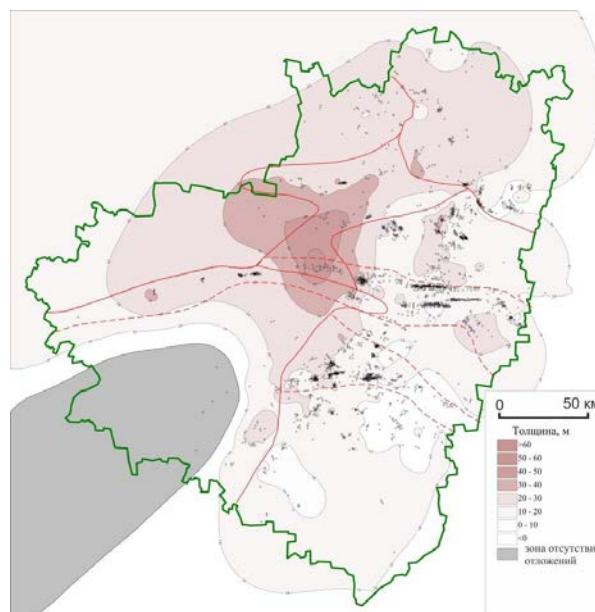 0 50 км
Толщина, м
>60
50 - 60
40 - 50
30 - 40
20 - 30
10 - 20
0 - 10
<0
зона отсутстви
отложений